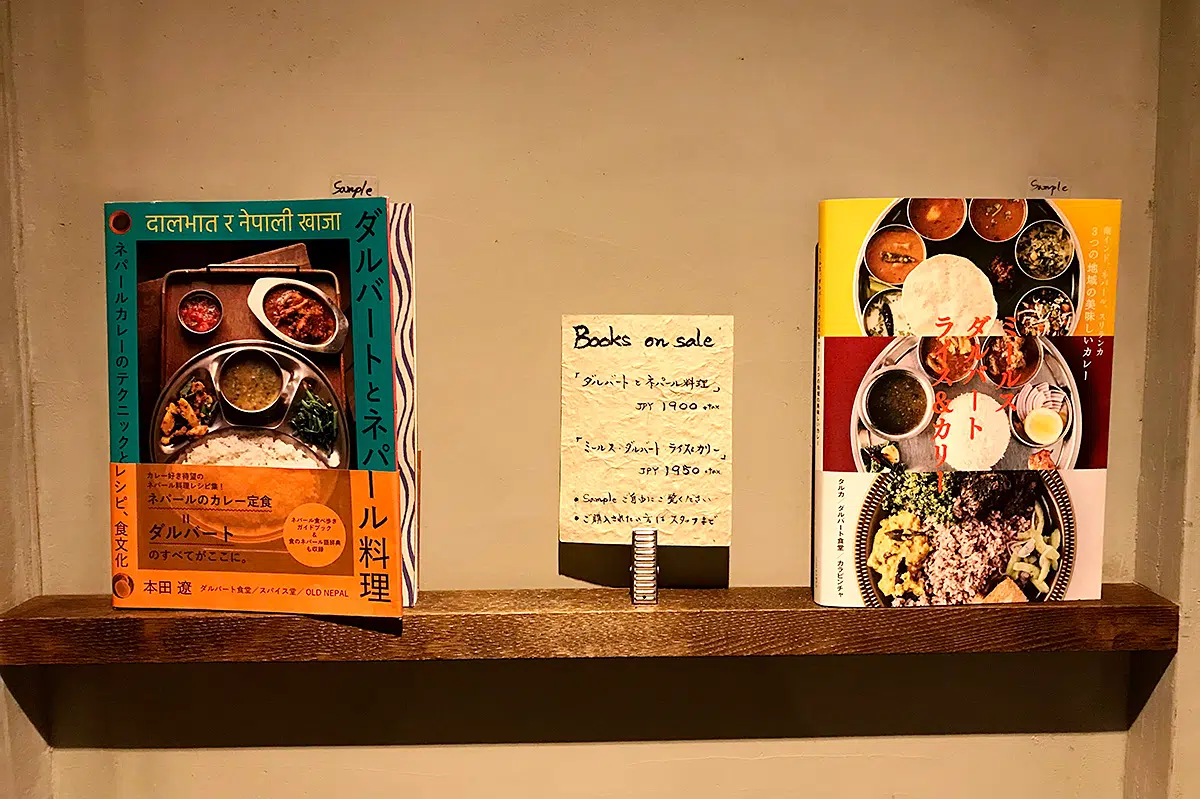 Sample
दालभात र नेपाली खाजा
ダルバートとネパール料理
ネパールカレーのテクニックとレシピ、食文化
カレー好き待望の
ネパール料理レシピ集！
ネパールのカレー定食
＝
ダルバート
のすべてがここに。
ネパール食べ歩き
ガイドブック
&
食のネパール語辞典
も収録
本田 遼 ダルバート食堂／スパイス堂／OLD NEPAL
Books on sale
「ダルバートとネパール料理」
JPY 1900 +tax
「ミールス・ダルバート ライス&カリー」
JPY 1950 +tax
● Sample ご自由にご覧ください
● ご購入されたい方は スタッフまで
Sample
南インド、ネパール、スリランカ
3つの地域の美味しいカレー
ミールス
ダルバート
ライス&カリー
タルカ ダルバート食堂 カラピンチャ